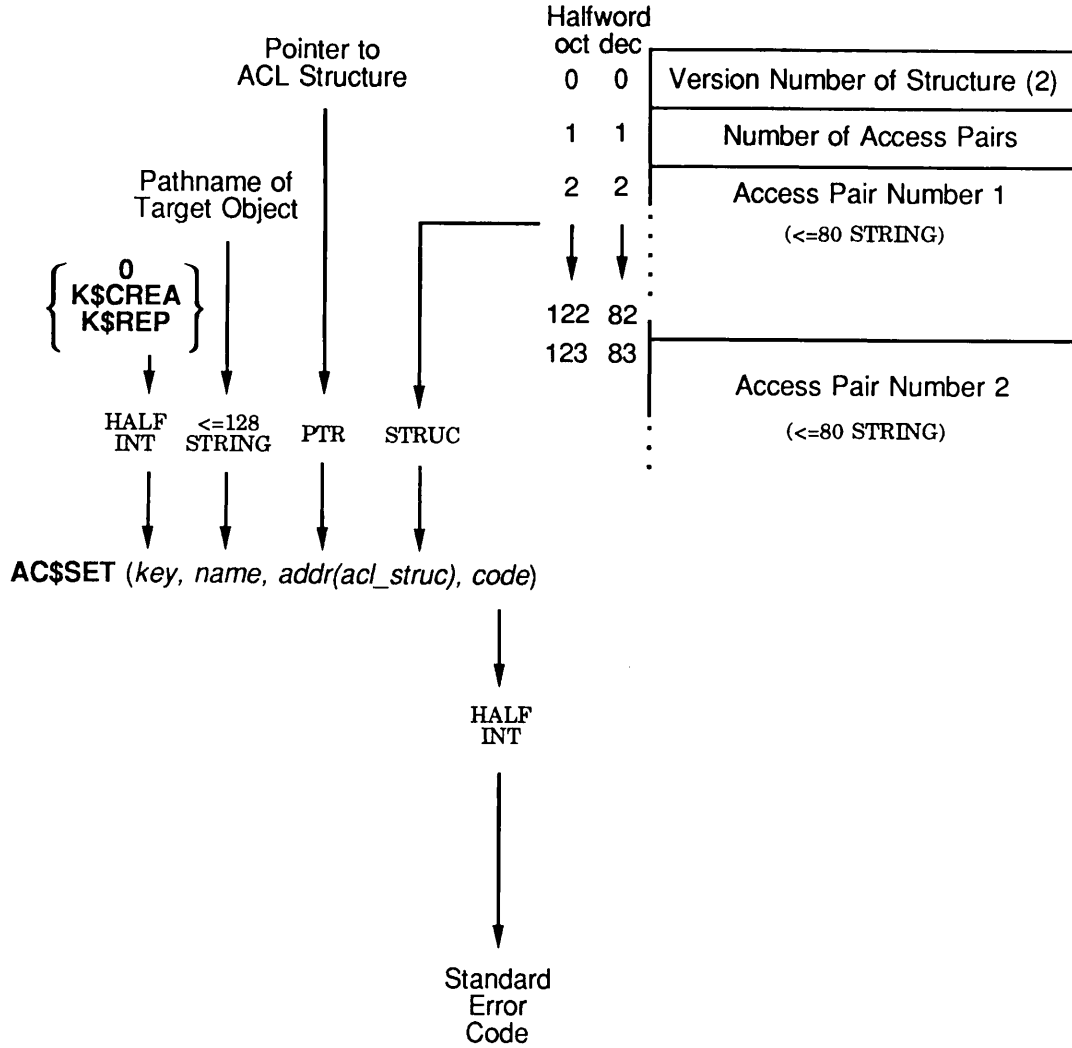 Halfword
oct dec
Pointer to
ACL Structure
0 0 Version Number of Structure (2)
1 1 Number of Access Pairs
Pathname of
Target Object
2 2 Access Pair Number 1
(<=80 STRING)
0
K$CREA
K$REP
122 82
123 83
Access Pair Number 2
(<=80 STRING)
HALF
INT
<=128
STRING
PTR
STRUC
AC$SET (key, name, addr(acl_struc), code)
HALF
INT
Standard
Error
Code